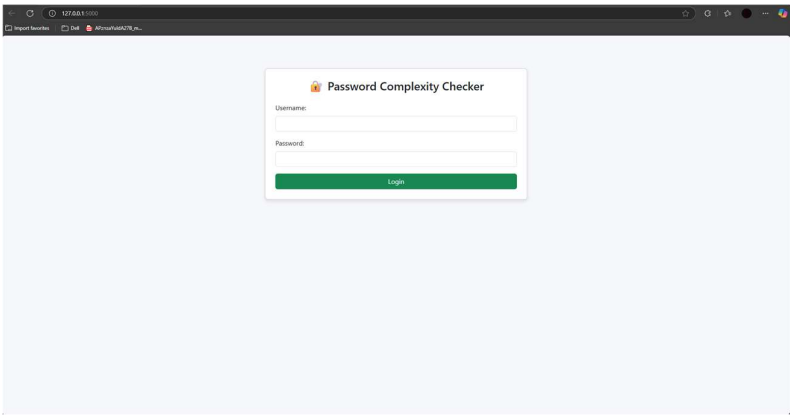 127.0.0.1:5000
Import favorites Dell
Password Complexity Checker
Username:
Password:
Login